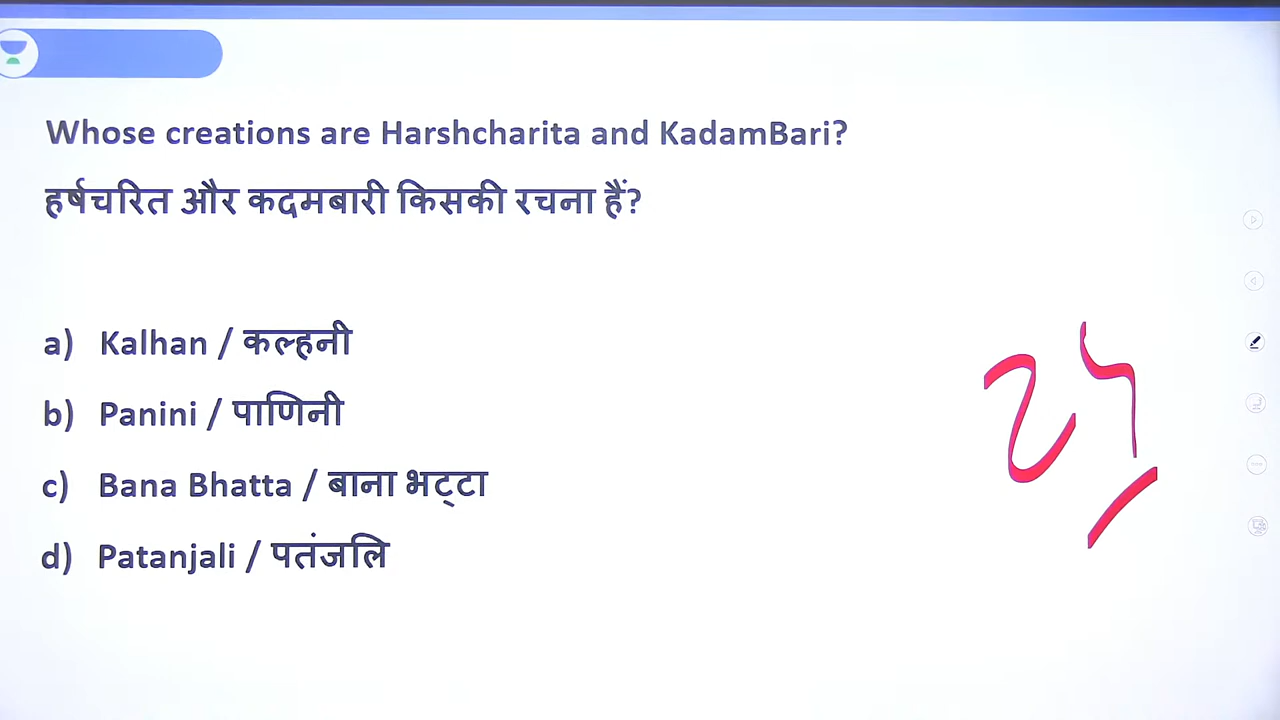 Whose creations are Harshcharita and KadamBari?
हर्षचरित और कदमबारी किसकी रचना हैं?
a) Kalhan / कल्हनी
b) Panini / पाणिनी
c) Bana Bhatta / बाना भट्टा
d) Patanjali / पतंजलि